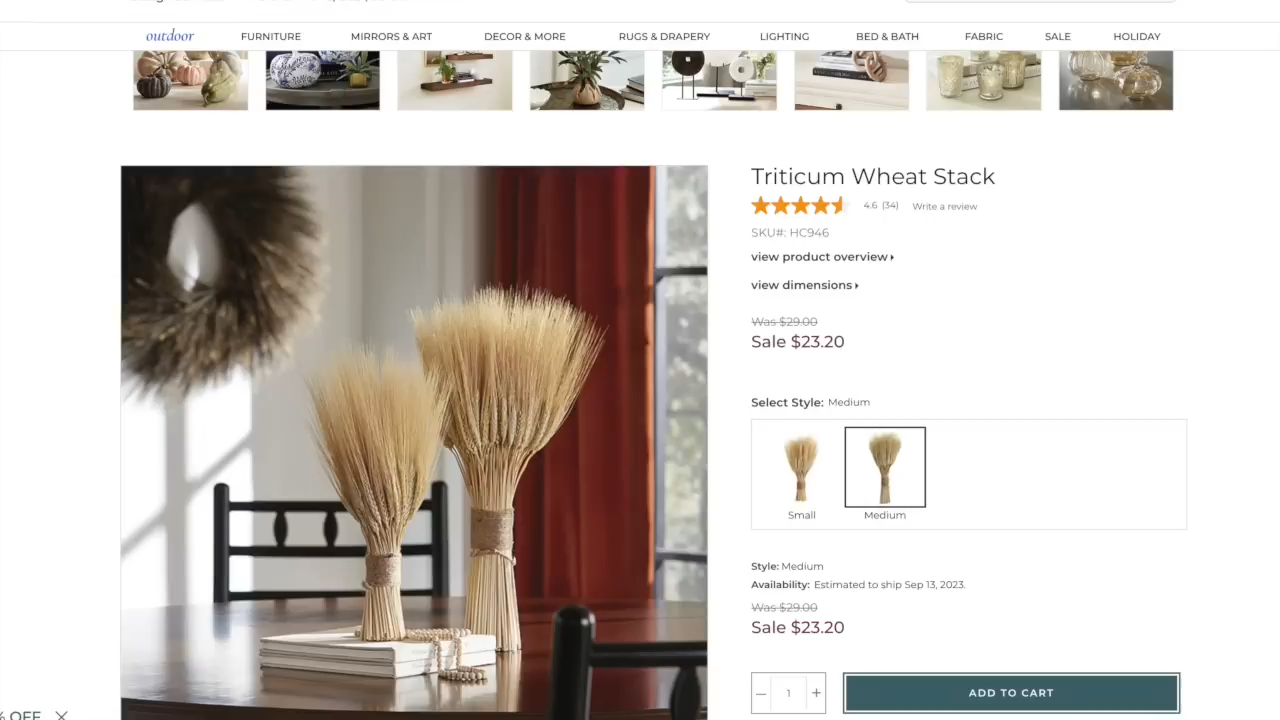 outdoor FURNITURE MIRRORS & ART DECOR & MORE RUGS & DRAPERY LIGHTING BED & BATH FABRIC SALE HOLIDAY
Triticum Wheat Stack
4.6 (34) Write a review
SKU#: HC946
view product overview
view dimensions
Was $29.00
Sale $23.20
Select Style: Medium
Small Medium
Style: Medium
Availability: Estimated to ship Sep 13, 2023.
Was $29.00
Sale $23.20
— 1 + ADD TO CART
% OFF X